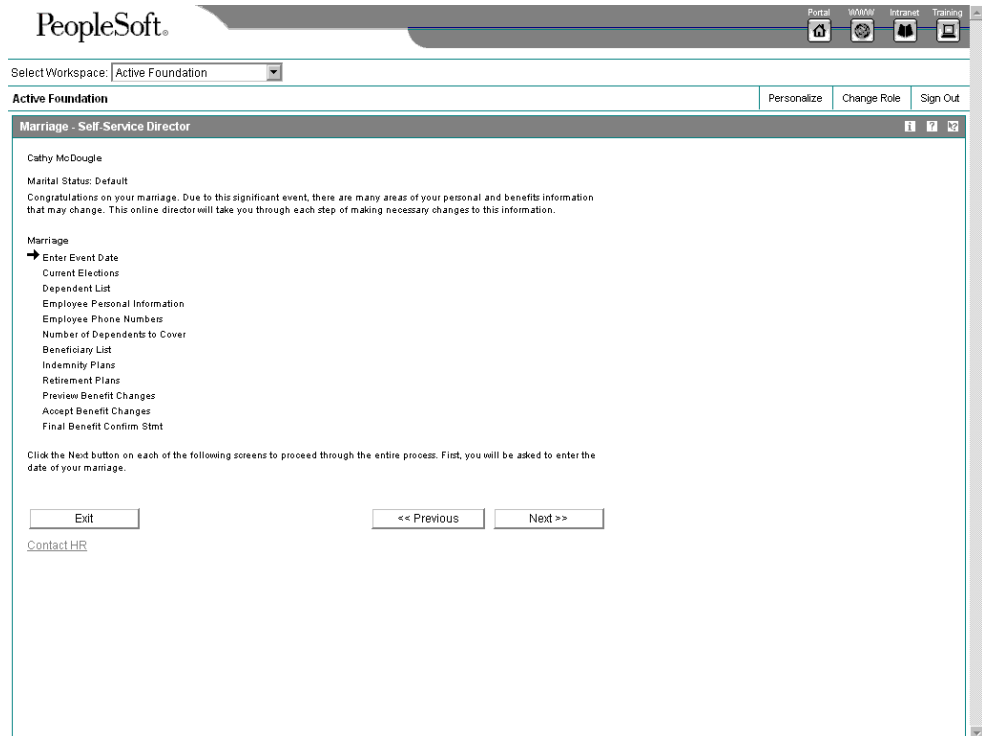 PeopleSoft®
Portal WWW Intranet Training
Select Workspace: Active Foundation
Active Foundation Personalize Change Role Sign Out
Marriage - Self-Service Director
Cathy McDougle
Marital Status: Default
Congratulations on your marriage. Due to this significant event, there are many areas of your personal and benefits information
that may change. This online director will take you through each step of making necessary changes to this information.
Marriage
Enter Event Date
Current Elections
Dependent List
Employee Personal Information
Employee Phone Numbers
Number of Dependents to Cover
Beneficiary List
Indemnity Plans
Retirement Plans
Preview Benefit Changes
Accept Benefit Changes
Final Benefit Confirm Stmt
Click the Next button on each of the following screens to proceed through the entire process. First, you will be asked to enter the
date of your marriage.
Exit << Previous Next >>
Contact HR